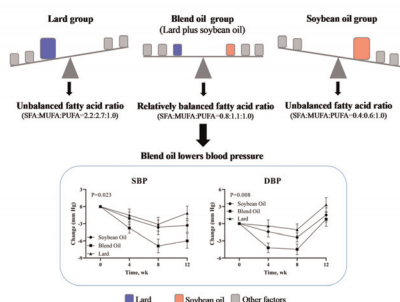 Lard group
Blend oil group
(Lard plus soybean oil)
Soybean oil group
Unbalanced fatty acid ratio
(SFA:MUFA:PUFA=2.2:2.7:1.0)
Relatively balanced fatty acid ratio
(SFA:MUFA:PUFA=0.8:1.1:1.0)
Unbalanced fatty acid ratio
(SFA:MUFA:PUFA=0.4:0.6:1.0)
Blend oil lowers blood pressure
SBP
P=0.023
Change (mm Hg)
3
0
-3
-6
-9
Soybean Oil
Blend Oil
Lard
0 4 8 12
Time, wk
DBP
P=0.008
Change (mm Hg)
Soybean Oil
Blend Oil
Lard
0 4 8 12
Time, wk
Lard
Soybean oil
Other factors